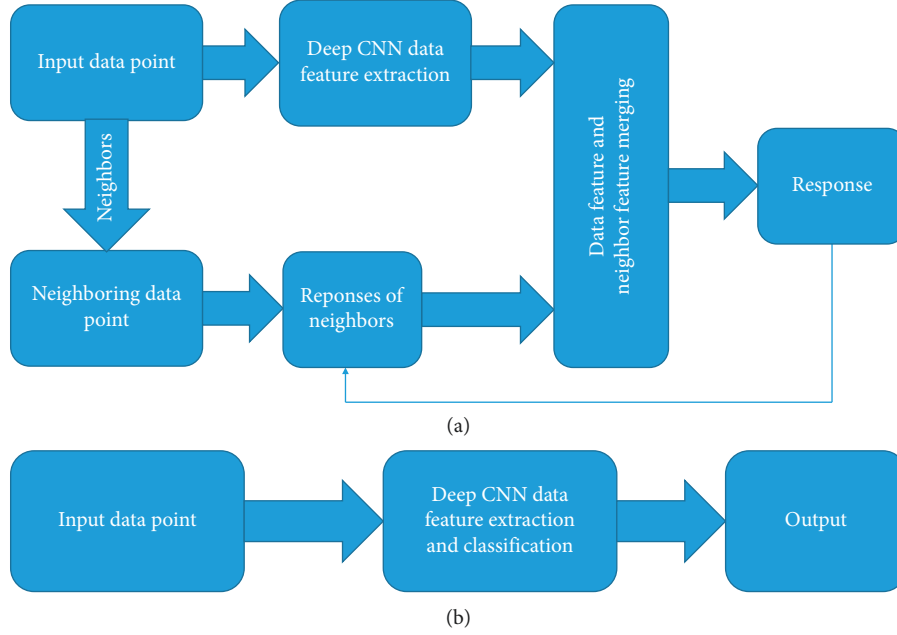 Input data point
Deep CNN data
feature extraction
Data feature and
neighbor feature merging
Response
Neighbors
Neighboring data
point
Reponses of
neighbors
(a)
Input data point
Deep CNN data
feature extraction
and classification
Output
(b)